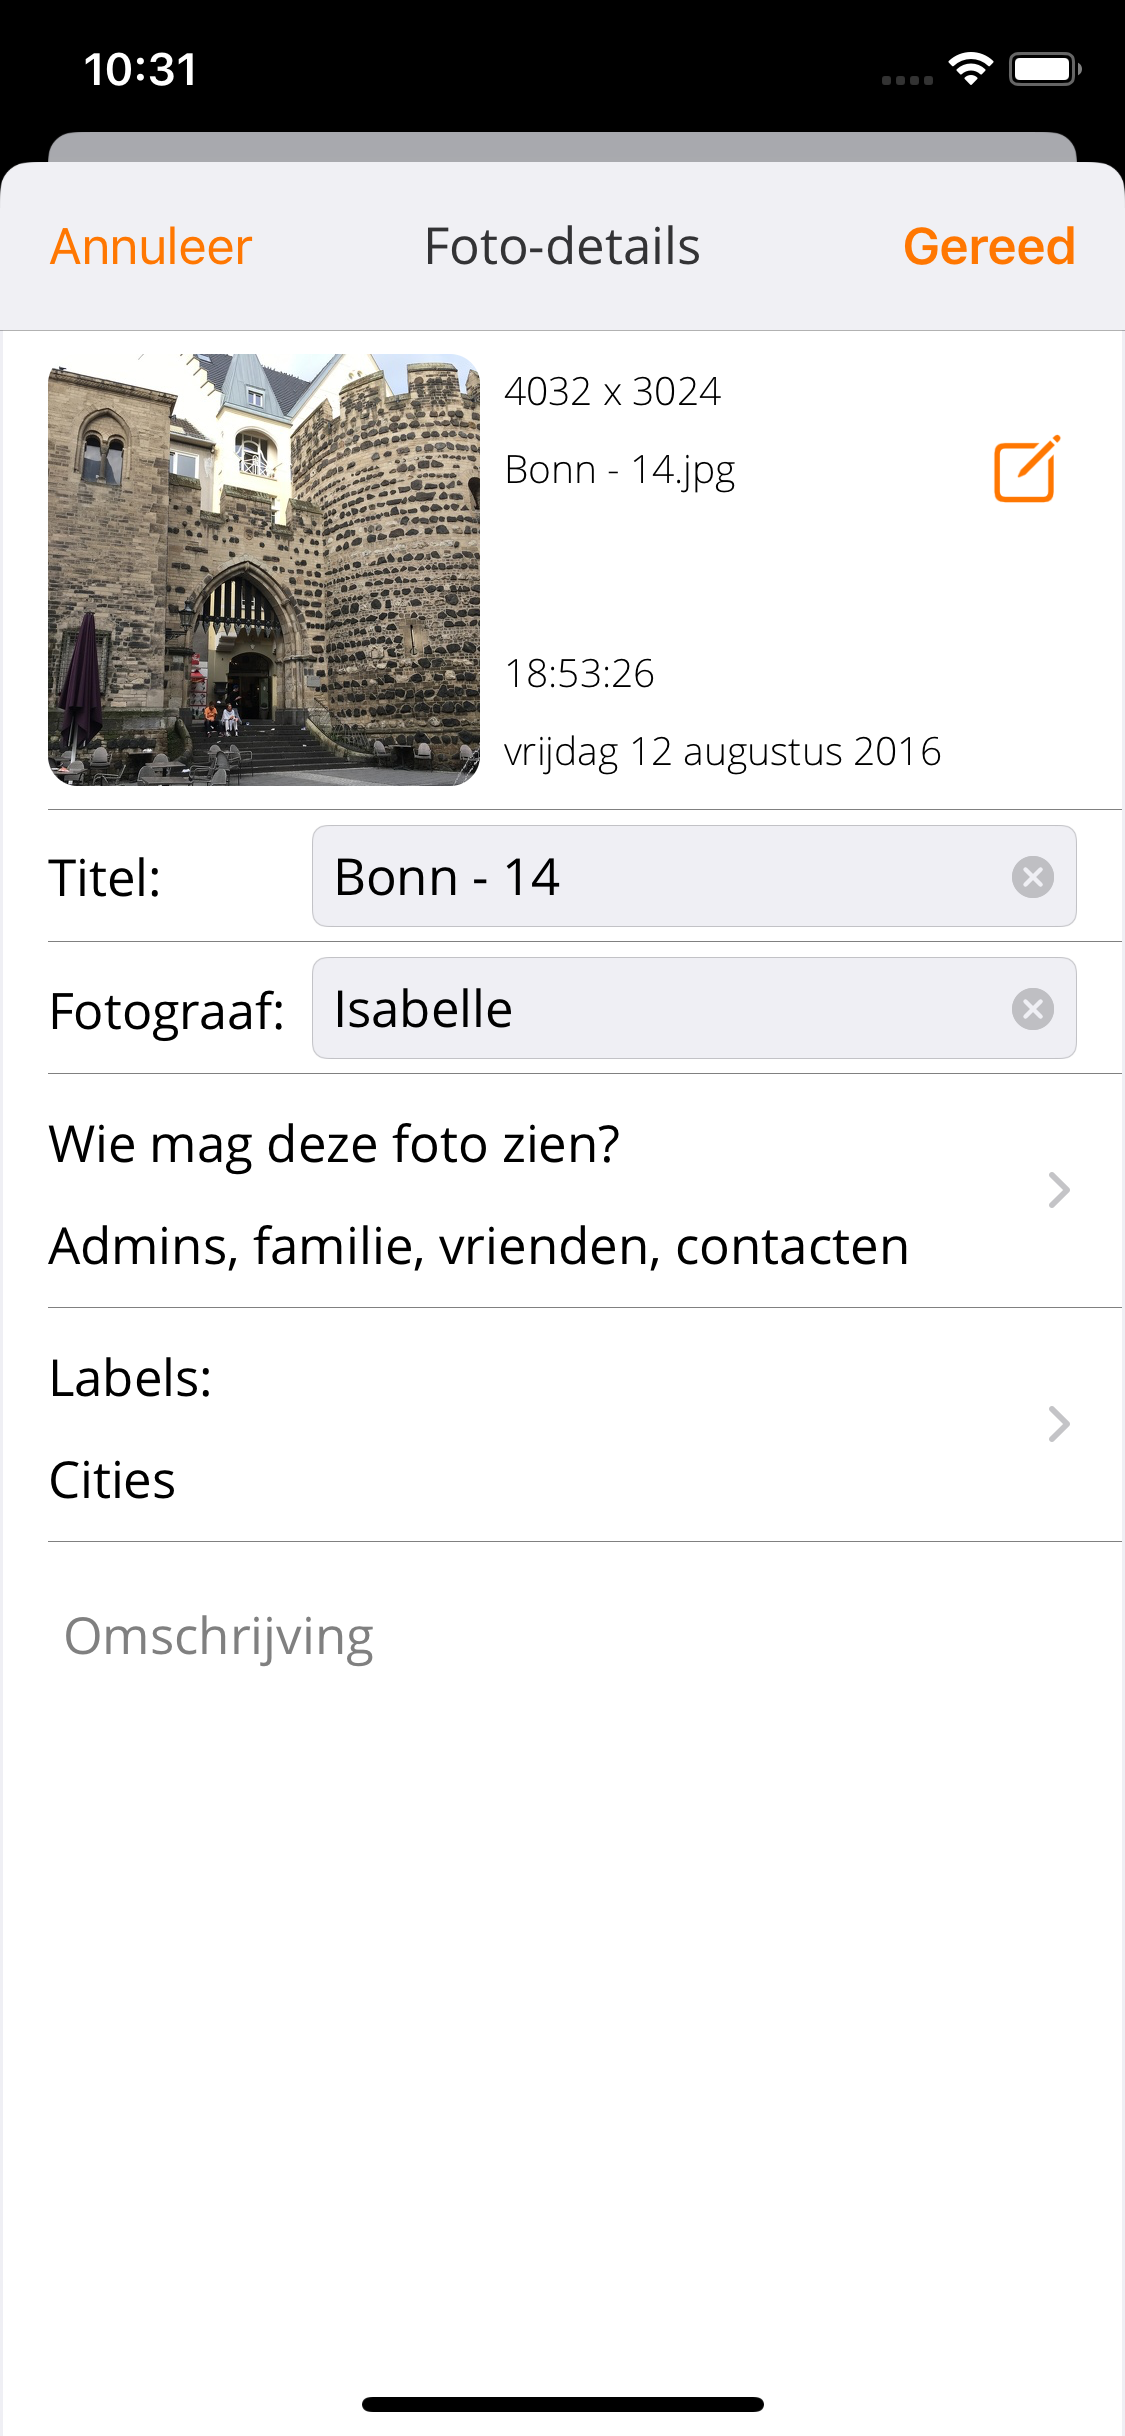 10:31
Annuleer
Foto-details
Gereed
4032 x 3024
Bonn - 14.jpg
18:53:26
vrijdag 12 augustus 2016
Titel:
Bonn - 14
Fotograaf:
Isabelle
Wie mag deze foto zien?
Admins, familie, vrienden, contacten
Labels:
Cities
Omschrijving